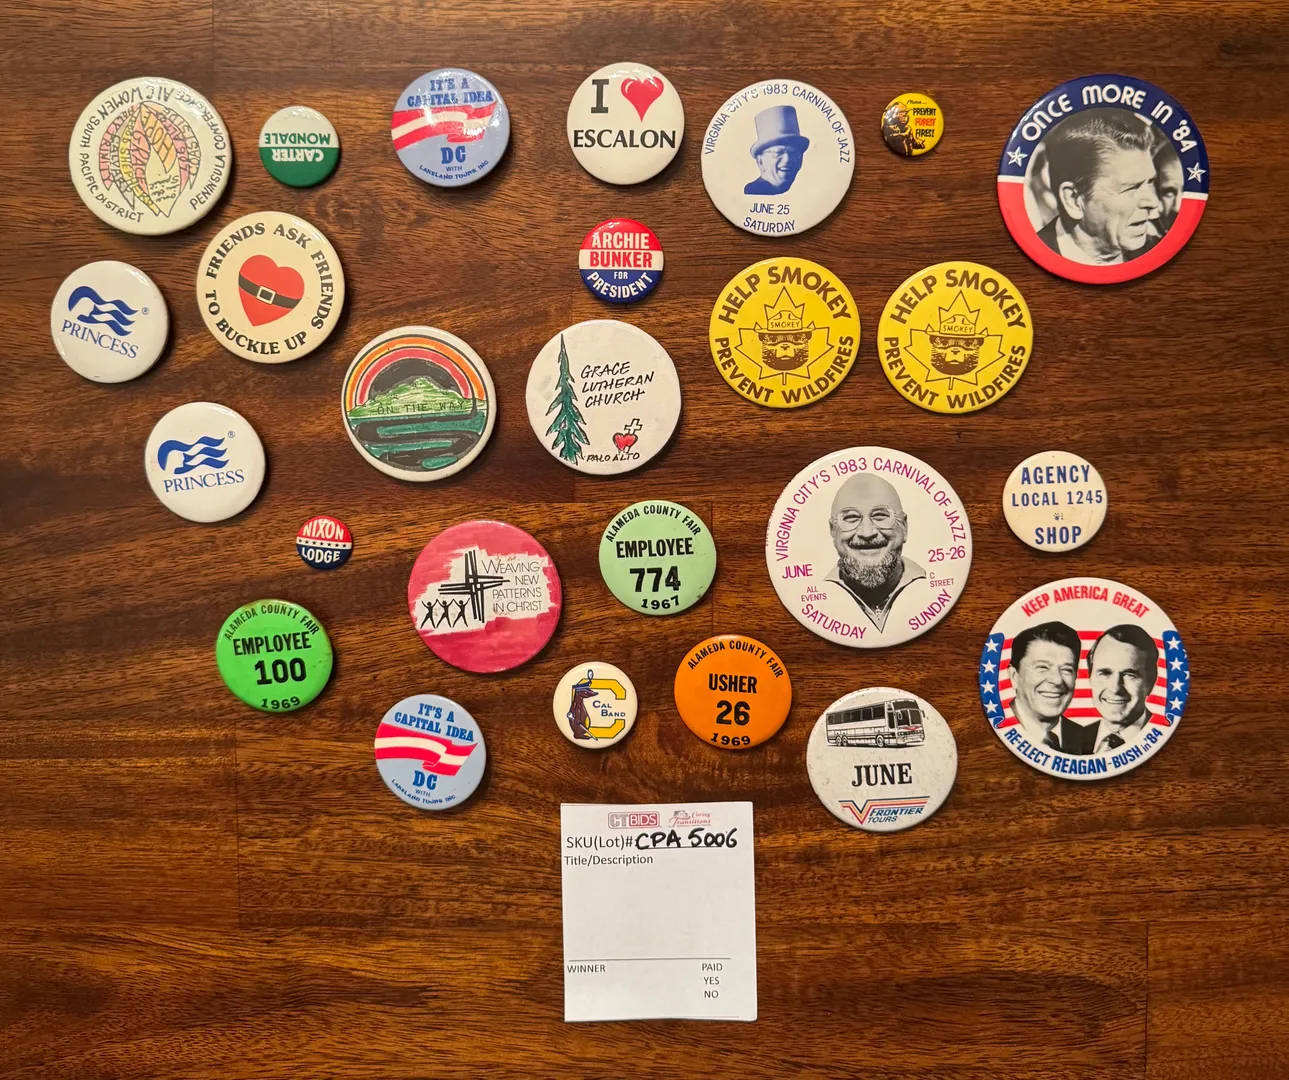 PENINSULA CONFERENCE ALC WOMEN
SOUTH PACIFIC DISTRICT
CARTER
MONDALE
IT'S A
CAPITAL IDEA
DC
WITH
LAKELAND TOURS INC.
I
ESCALON
VIRGINIA CITY'S 1983 CARNIVAL OF JAZZ
JUNE 25
SATURDAY
Please...
PREVENT
FOREST
FIRES!
ONCE MORE IN '84
PRINCESS ®
FRIENDS ASK FRIENDS
TO BUCKLE UP
ARCHIE
BUNKER
FOR
PRESIDENT
HELP SMOKEY
SMOKEY
PREVENT WILDFIRES
HELP SMOKEY
SMOKEY
PREVENT WILDFIRES
ON THE WAY
GRACE
LUTHERAN
CHURCH
PALO ALTO
PRINCESS ®
NIXON
LODGE
WEAVING
NEW
PATTERNS
IN CHRIST
ALAMEDA COUNTY FAIR
EMPLOYEE
774
1967
VIRGINIA CITY'S 1983 CARNIVAL OF JAZZ
JUNE
25-26
ALL
EVENTS
C
STREET
SATURDAY
SUNDAY
AGENCY
LOCAL 1245
SHOP
ALAMEDA COUNTY FAIR
EMPLOYEE
100
1969
IT'S A
CAPITAL IDEA
DC
WITH
LAKELAND TOURS INC.
C
CAL
BAND
ALAMEDA COUNTY FAIR
USHER
26
1969
JUNE
FRONTIER
TOURS
KEEP AMERICA GREAT
RE-ELECT REAGAN-BUSH in '84
CTBIDS
Caring
Transitions
SKU(Lot)# CPA 5006
Title/Description
WINNER
PAID
YES
NO